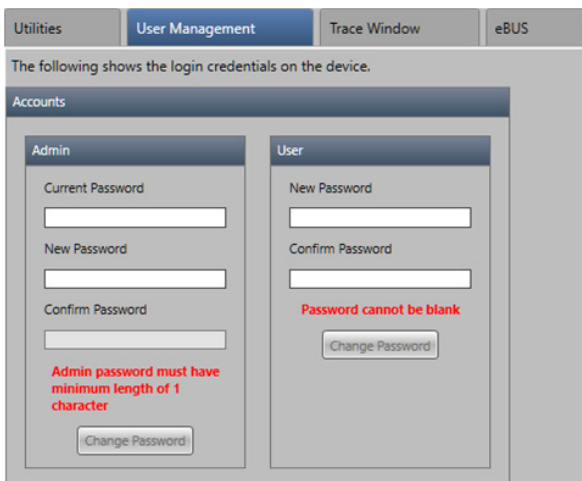 Utilities
User Management
Trace Window
eBUS
The following shows the login credentials on the device.
Accounts
Admin
Current Password
New Password
Confirm Password
Admin password must have
minimum length of 1
character
Change Password
User
New Password
Confirm Password
Password cannot be blank
Change Password